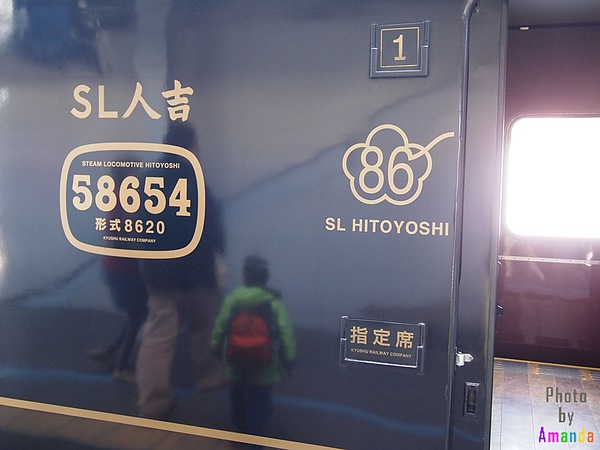 1
SL人吉
STEAM LOCOMOTIVE HITOYOSHI
58654
形式8620
KYUSHU RAILWAY COMPANY
86
SL HITOYOSHI
指定席
KYUSHU RAILWAY COMPANY
Photo
by
Amanda